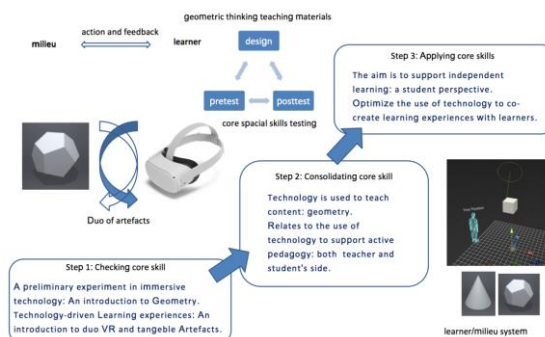 geometric thinking teaching materials
action and feedback
milieu
learner
design
pretest
posttest
core spacial skills testing
Duo of artefacts
Step 3: Applying core skills
The aim is to support independent
learning: a student perspective.
Optimize the use of technology to co-
create learning experiences with learners.
Step 2: Consolidating core skill
Technology is used to teach
content: geometry.
Relates to the use of
technology to support active
pedagogy: both teacher and
student's side.
Step 1: Checking core skill
A preliminary experiment in immersive
technology: An introduction to Geometry.
Technology-driven Learning experiences: An
introduction to duo VR and tangeble Artefacts.
learner/milieu system